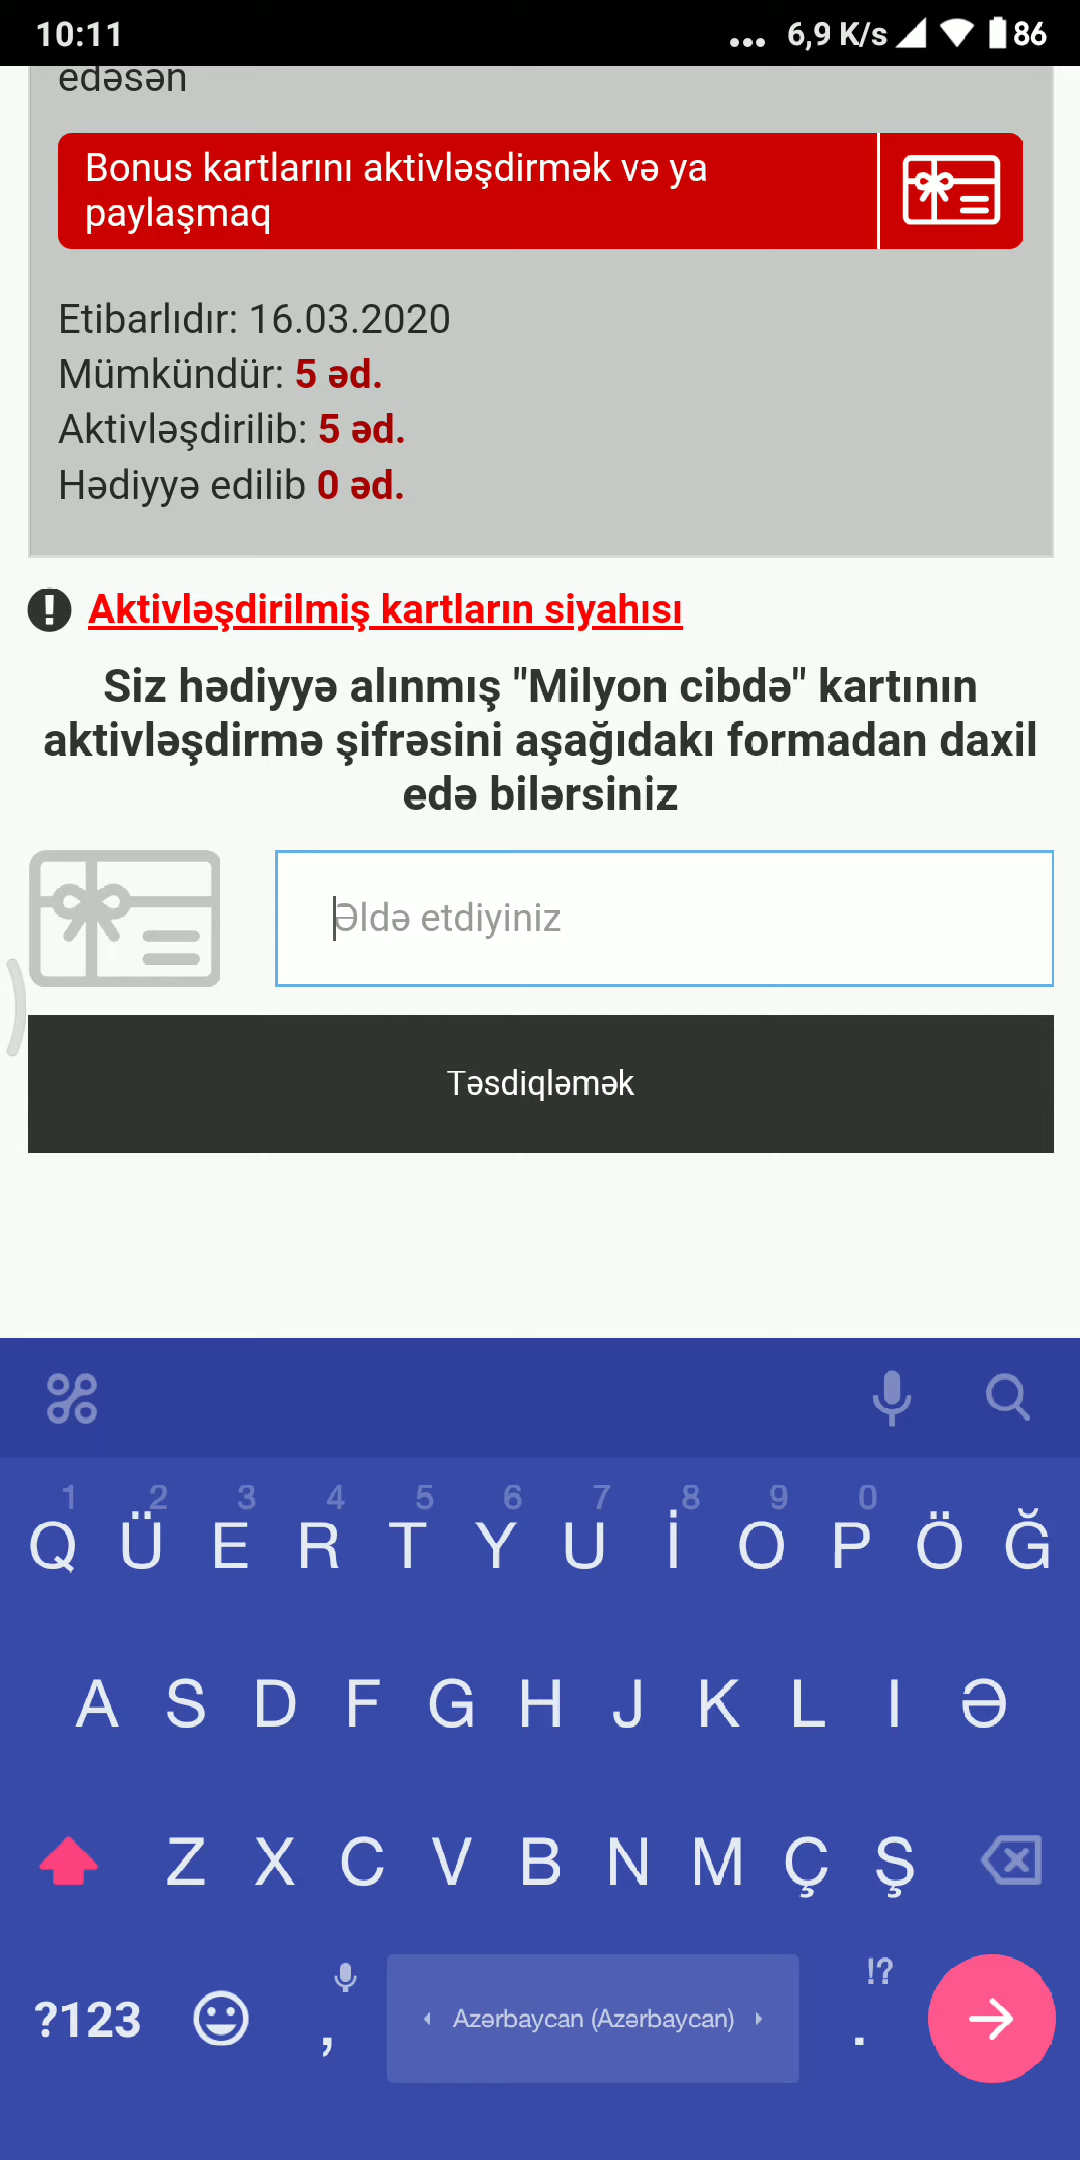 10:11
... 6,9 K/s 86
edəsən
Bonus kartlarını aktivləşdirmək və ya
paylaşmaq
Etibarlıdır: 16.03.2020
Mümkündür: 5 əd.
Aktivləşdirilib: 5 əd.
Hədiyyə edilib 0 əd.
Aktivləşdirilmiş kartların siyahısı
Siz hədiyyə alınmış "Milyon cibdə" kartının
aktivləşdirmə şifrəsini aşağıdakı formadan daxil
edə bilərsiniz
Əldə etdiyiniz
Təsdiqləmək
1 2 3 4 5 6 7 8 9 0
Q Ü E R T Y U İ O P Ö Ğ
A S D F G H J K L I Ə
Z X C V B N M Ç Ş
!?
?123 , Azərbaycan (Azərbaycan) .